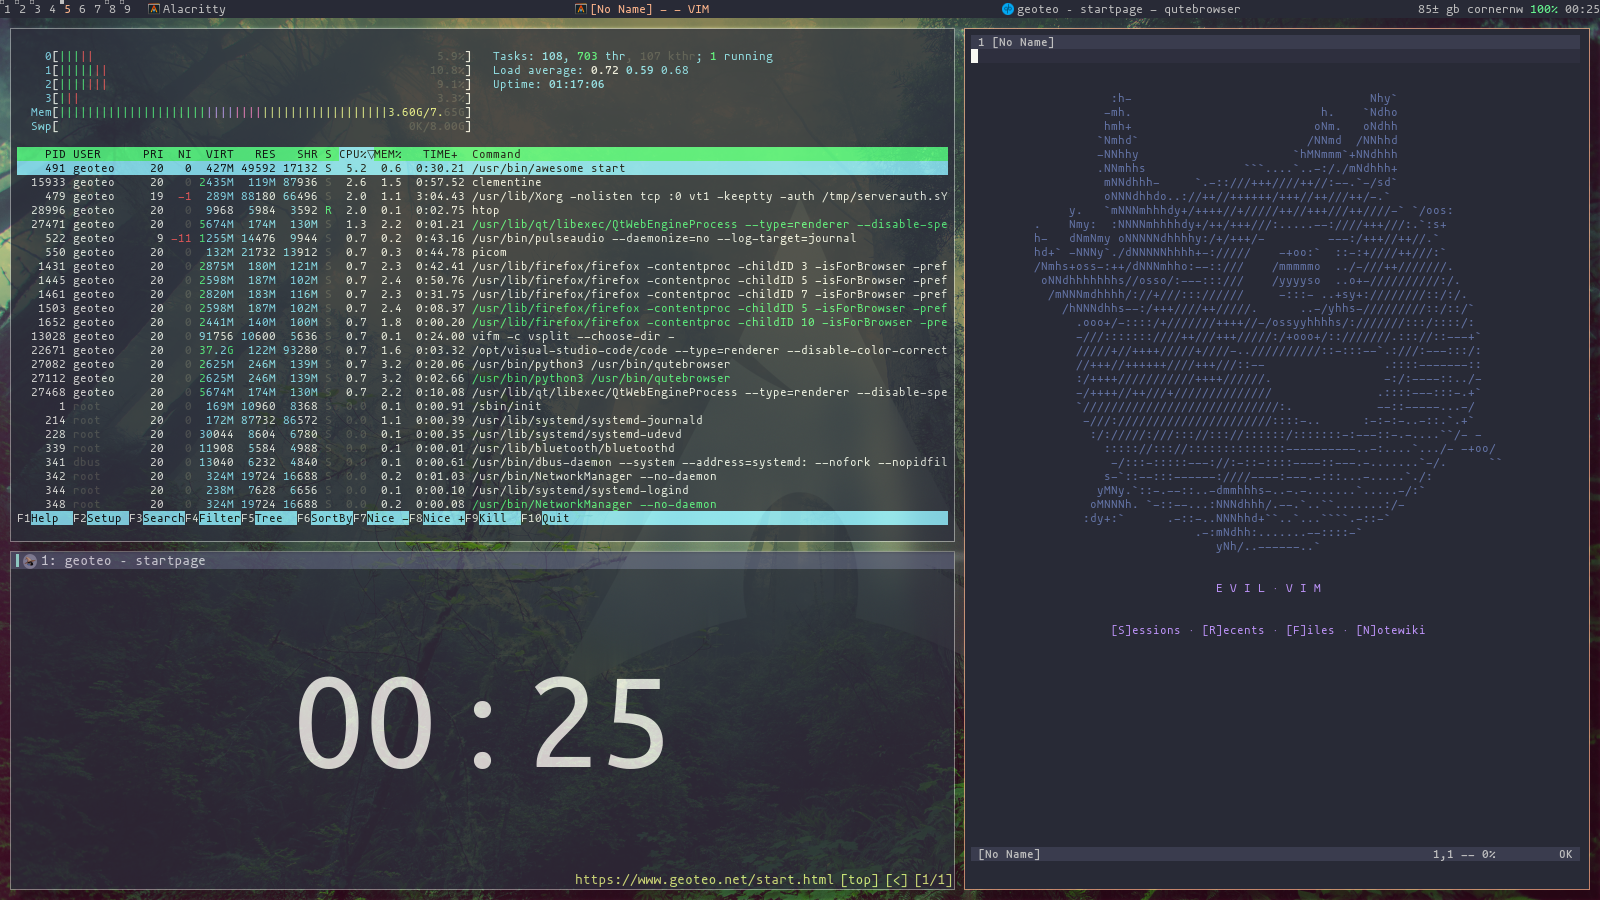 1 2 3 4 5 6 7 8 9 Alacritty [No Name] — — VIM geoteo - startpage — qutebrowser 85± gb cornernw 100% 00:25
0[||||| 5.9%] Tasks: 108, 703 thr, 107 kthr; 1 running
1[||||||| 10.8%] Load average: 0.72 0.59 0.68
2[||||||| 9.1%] Uptime: 01:17:06
3[||| 3.3%]
Mem[3.60G/7.65G]
Swp[ 0K/8.00G]
PID USER PRI NI VIRT RES SHR S CPU%▽MEM% TIME+ Command
491 geoteo 20 0 427M 49592 17132 S 5.2 0.6 0:30.21 /usr/bin/awesome start
15933 geoteo 20 0 2435M 119M 87936 S 2.6 1.5 0:57.52 clementine
479 geoteo 19 -1 289M 88180 66496 S 2.0 1.1 3:04.43 /usr/lib/Xorg -nolisten tcp :0 vt1 -keeptty -auth /tmp/serverauth.sY
28996 geoteo 20 0 9968 5984 3592 R 2.0 0.1 0:02.75 htop
27471 geoteo 20 0 5674M 174M 130M S 1.3 2.2 0:01.21 /usr/lib/qt/libexec/QtWebEngineProcess --type=renderer --disable-spe
522 geoteo 9 -11 1255M 14476 9944 S 0.7 0.2 0:43.16 /usr/bin/pulseaudio --daemonize=no --log-target=journal
550 geoteo 20 0 132M 21732 13912 S 0.7 0.3 0:44.78 picom
1431 geoteo 20 0 2875M 180M 121M S 0.7 2.3 0:42.41 /usr/lib/firefox/firefox -contentproc -childID 3 -isForBrowser -pref
1445 geoteo 20 0 2598M 187M 102M S 0.7 2.4 0:50.76 /usr/lib/firefox/firefox -contentproc -childID 5 -isForBrowser -pref
1461 geoteo 20 0 2820M 183M 116M S 0.7 2.3 0:31.75 /usr/lib/firefox/firefox -contentproc -childID 7 -isForBrowser -pref
1503 geoteo 20 0 2598M 187M 102M S 0.7 2.4 0:08.37 /usr/lib/firefox/firefox -contentproc -childID 5 -isForBrowser -pref
1652 geoteo 20 0 2441M 140M 100M S 0.7 1.8 0:00.20 /usr/lib/firefox/firefox -contentproc -childID 10 -isForBrowser -pre
13028 geoteo 20 0 91756 10600 5636 S 0.7 0.1 0:24.00 vifm -c vsplit --choose-dir -
22671 geoteo 20 0 37.2G 122M 93280 S 0.7 1.6 0:03.32 /opt/visual-studio-code/code --type=renderer --disable-color-correct
27082 geoteo 20 0 2625M 246M 139M S 0.7 3.2 0:20.06 /usr/bin/python3 /usr/bin/qutebrowser
27112 geoteo 20 0 2625M 246M 139M S 0.7 3.2 0:02.66 /usr/bin/python3 /usr/bin/qutebrowser
27468 geoteo 20 0 5674M 174M 130M S 0.7 2.2 0:10.08 /usr/lib/qt/libexec/QtWebEngineProcess --type=renderer --disable-spe
1 root 20 0 169M 10960 8368 S 0.0 0.1 0:00.91 /sbin/init
214 root 20 0 172M 87732 86572 S 0.0 1.1 0:00.39 /usr/lib/systemd/systemd-journald
228 root 20 0 30044 8604 6780 S 0.0 0.1 0:00.35 /usr/lib/systemd/systemd-udevd
339 root 20 0 11908 5584 4988 S 0.0 0.1 0:00.01 /usr/lib/bluetooth/bluetoothd
341 dbus 20 0 13040 6232 4840 S 0.0 0.1 0:00.61 /usr/bin/dbus-daemon --system --address=systemd: --nofork --nopidfil
342 root 20 0 324M 19724 16688 S 0.0 0.2 0:01.03 /usr/bin/NetworkManager --no-daemon
344 root 20 0 238M 7628 6656 S 0.0 0.1 0:00.10 /usr/lib/systemd/systemd-logind
348 root 20 0 324M 19724 16688 S 0.0 0.2 0:00.08 /usr/bin/NetworkManager --no-daemon
F1Help F2Setup F3SearchF4FilterF5Tree F6SortByF7Nice -F8Nice +F9Kill F10Quit
1: geoteo - startpage
00:25
https://www.geoteo.net/start.html [top] [<] [1/1]
1 [No Name]
EVIL·VIM
[S]essions · [R]ecents · [F]iles · [N]otewiki
[No Name] 1,1 -- 0% OK